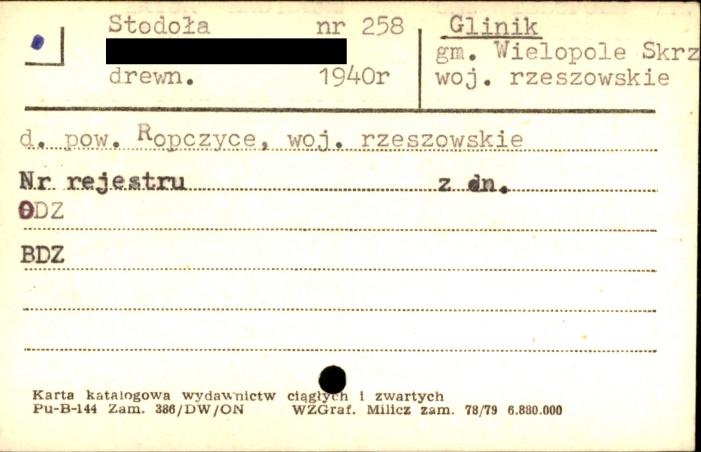 Stodoła nr 258
drewn. 1940r
Glinik
gm. Wielopole Skrz
woj. rzeszowskie
d. pow. Ropczyce, woj. rzeszowskie
Nr rejestru z dn.
ODZ
BDZ
Karta katalogowa wydawnictw ciągłych i zwartych
Pu-B-144 Zam. 386/DW/ON WZGraf. Milicz zam. 78/79 6.880.000